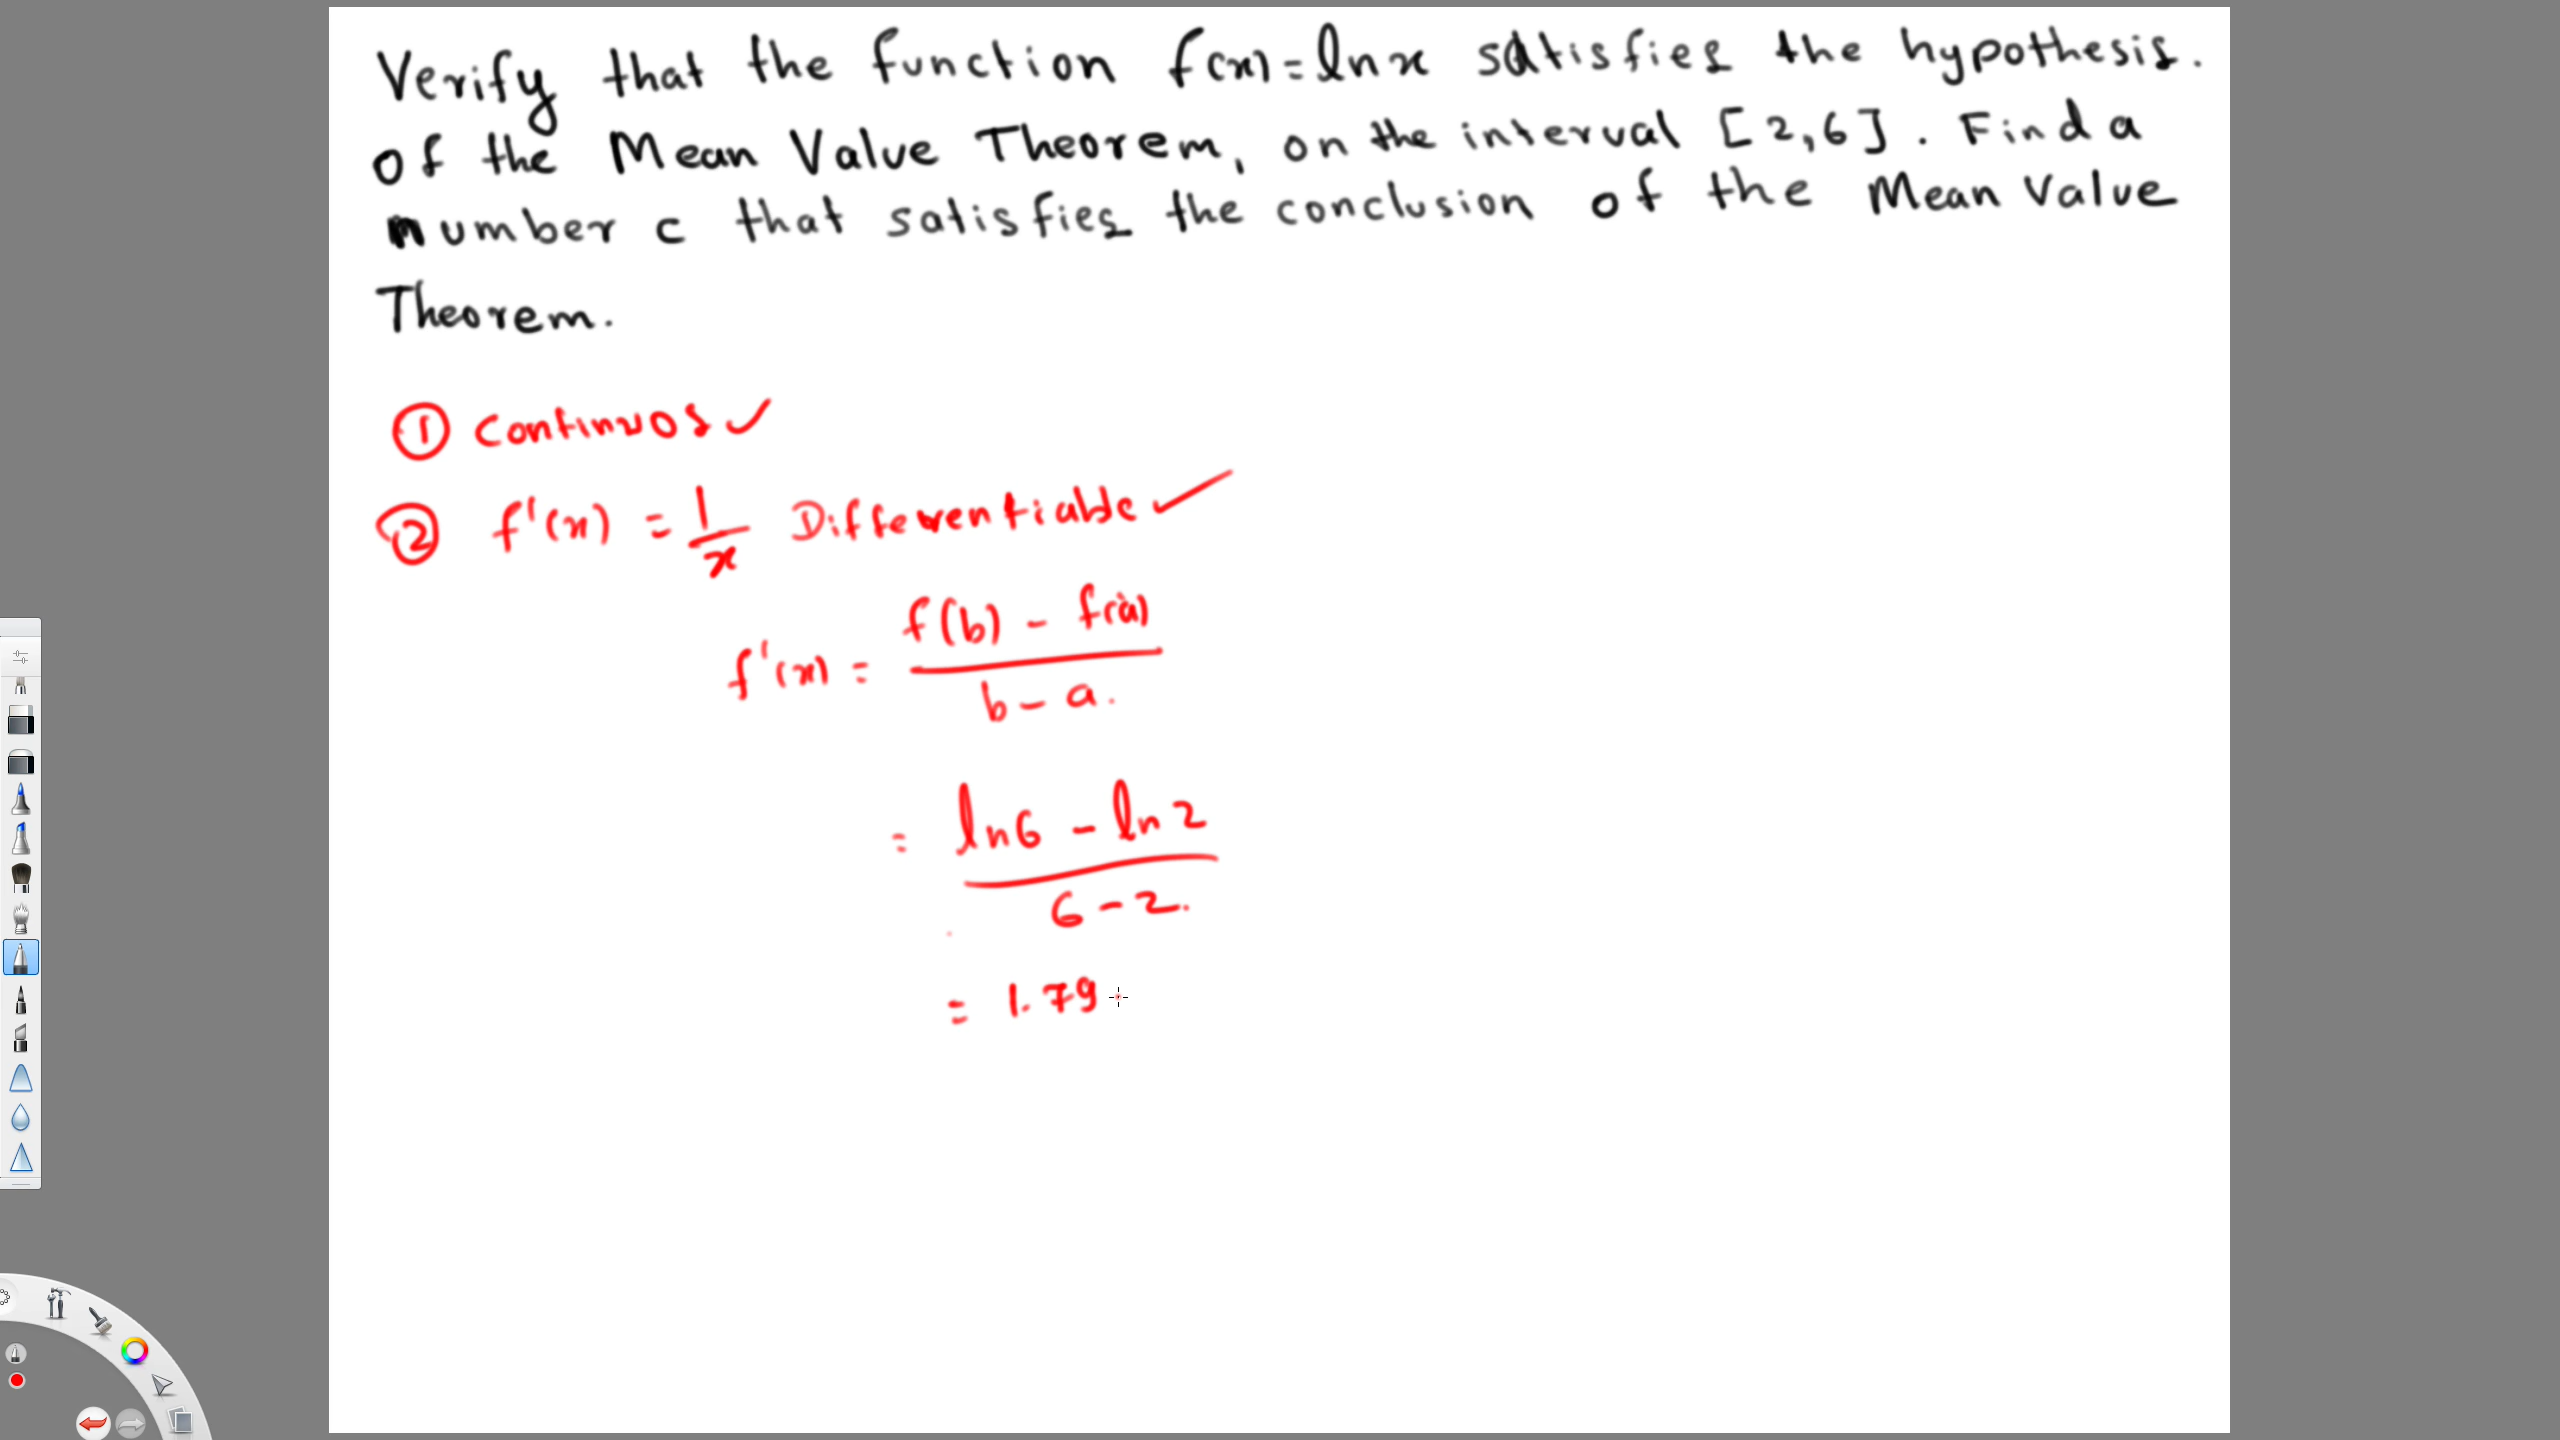 Verify that the function f(x)=ln x satisfies the hypothesis.
of the Mean Value Theorem, on the interval [2,6]. Find a
number c that satisfies the conclusion of the Mean Value
Theorem.
① Continuos ✓
② f'(x) = 1/x Differentiable ✓
f'(x) = f(b) - f(a) / b - a.
= ln6 - ln2 / 6 - 2.
= 1.79